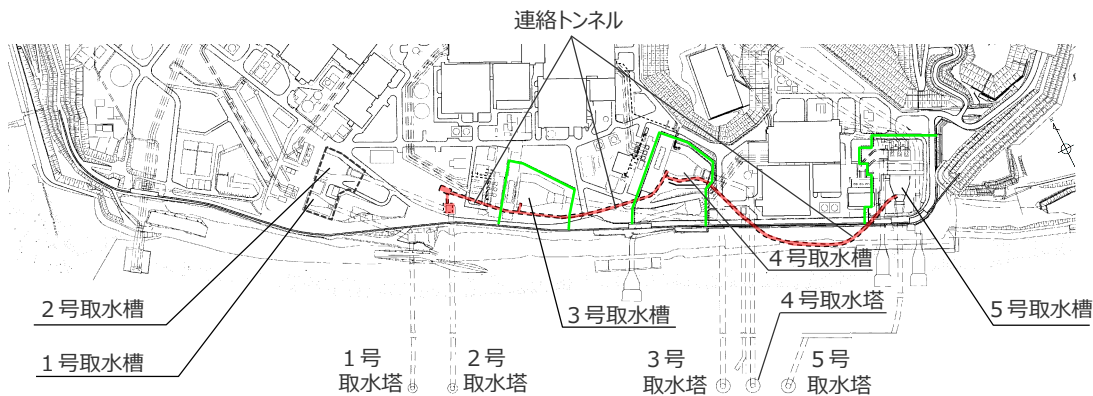 連絡トンネル
４号取水槽
２号取水槽
４号取水塔
５号取水槽
３号取水槽
１号取水槽
１号
取水塔
２号
取水塔
３号
取水塔
５号
取水塔